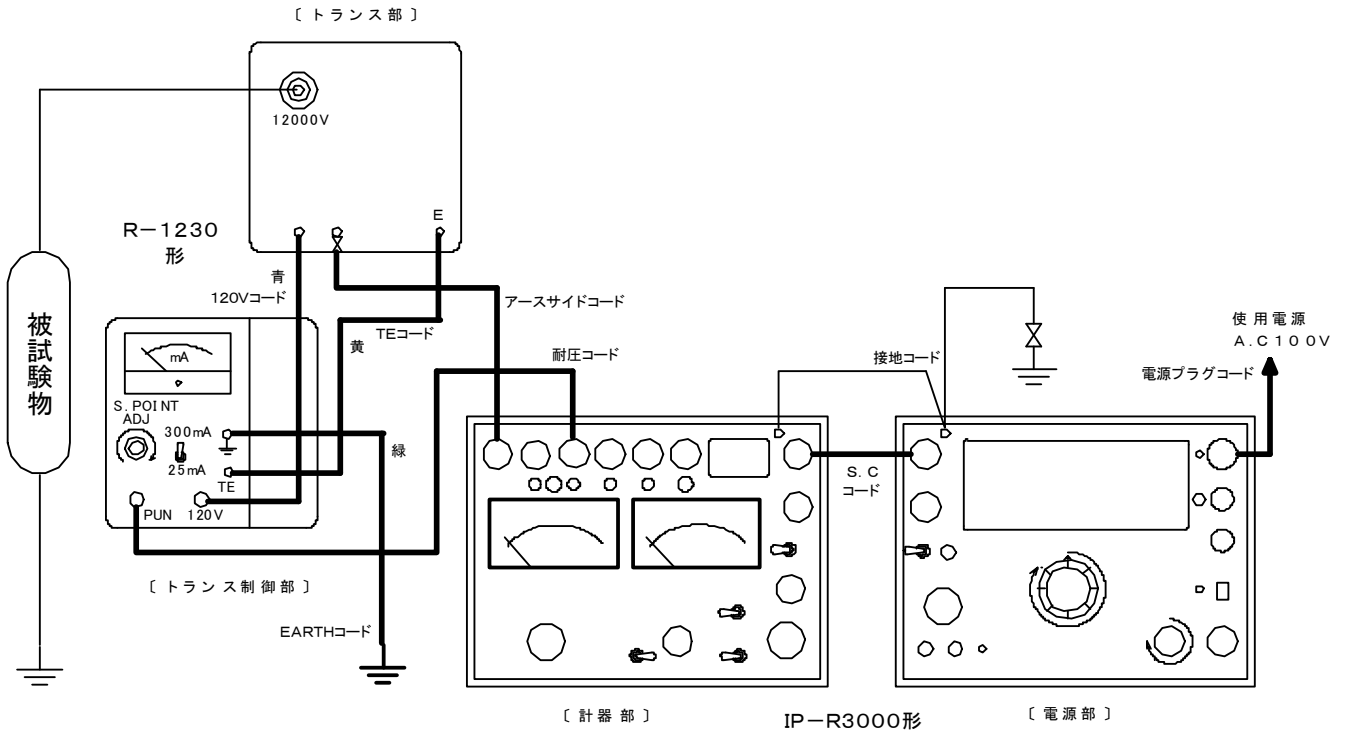 〔トランス部〕
12000V
E
R－1230
形
青
120Vコード
アースサイドコード
TEコード
黄
耐圧コード
被試験物
mA
S.POINT
ADJ
300mA
25mA
TE
PUN
120V
緑
〔トランス制御部〕
EARTHコード
接地コード
S.C
コード
使用電源
A.C100V
電源プラグコード
〔計器部〕
IP－R3000形
〔電源部〕